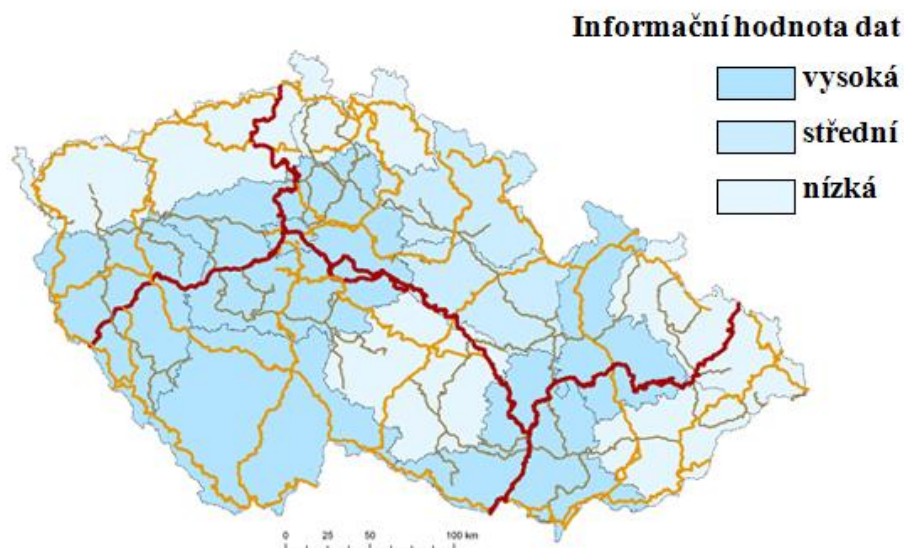 Informační hodnota dat
vysoká
střední
nízká
0 25 50 100 km